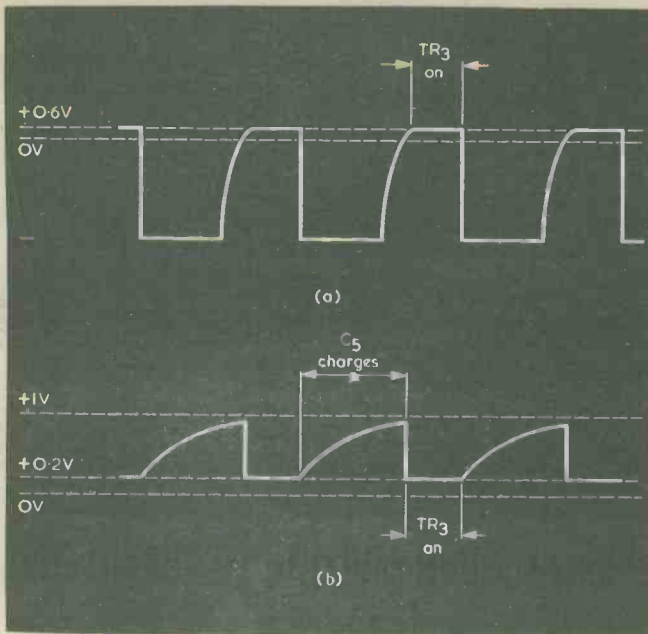 TR3
on
+0·6V
0V
(a)
C5
charges
+1V
+0·2V
0V
TR3
on
(b)